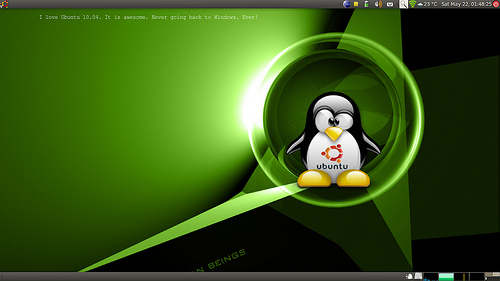 23 °C Sat May 22, 01:48:25
I love Ubuntu 10.04. It is awesome. Never going back to Windows. Ever!
ubuntu
N BEINGS